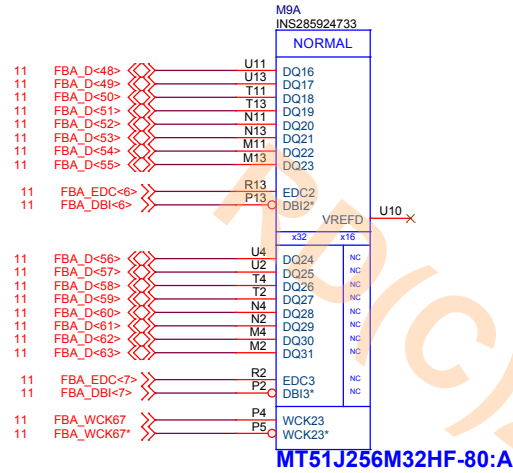 M9A
INS285924733
NORMAL
11 FBA_D<48> U11 DQ16
11 FBA_D<49> U13 DQ17
11 FBA_D<50> T11 DQ18
11 FBA_D<51> T13 DQ19
11 FBA_D<52> N11 DQ20
11 FBA_D<53> N13 DQ21
11 FBA_D<54> M11 DQ22
11 FBA_D<55> M13 DQ23
11 FBA_EDC<6> R13 EDC2
11 FBA_DBI<6> P13 DBI2*
VREFD U10
x32 x16
11 FBA_D<56> U4 DQ24 NC
11 FBA_D<57> U2 DQ25 NC
11 FBA_D<58> T4 DQ26 NC
11 FBA_D<59> T2 DQ27 NC
11 FBA_D<60> N4 DQ28 NC
11 FBA_D<61> N2 DQ29 NC
11 FBA_D<62> M4 DQ30 NC
11 FBA_D<63> M2 DQ31 NC
11 FBA_EDC<7> R2 EDC3 NC
11 FBA_DBI<7> P2 DBI3* NC
11 FBA_WCK67 P4 WCK23
11 FBA_WCK67* P5 WCK23*
MT51J256M32HF-80:A
RD(C)